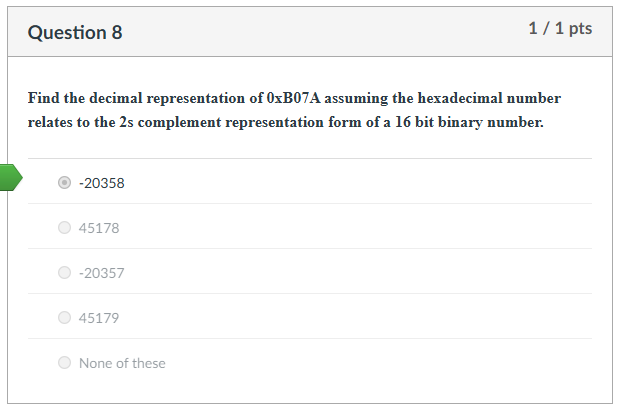 Question 8
1 / 1 pts
Find the decimal representation of 0xB07A assuming the hexadecimal number
relates to the 2s complement representation form of a 16 bit binary number.
-20358
45178
-20357
45179
None of these